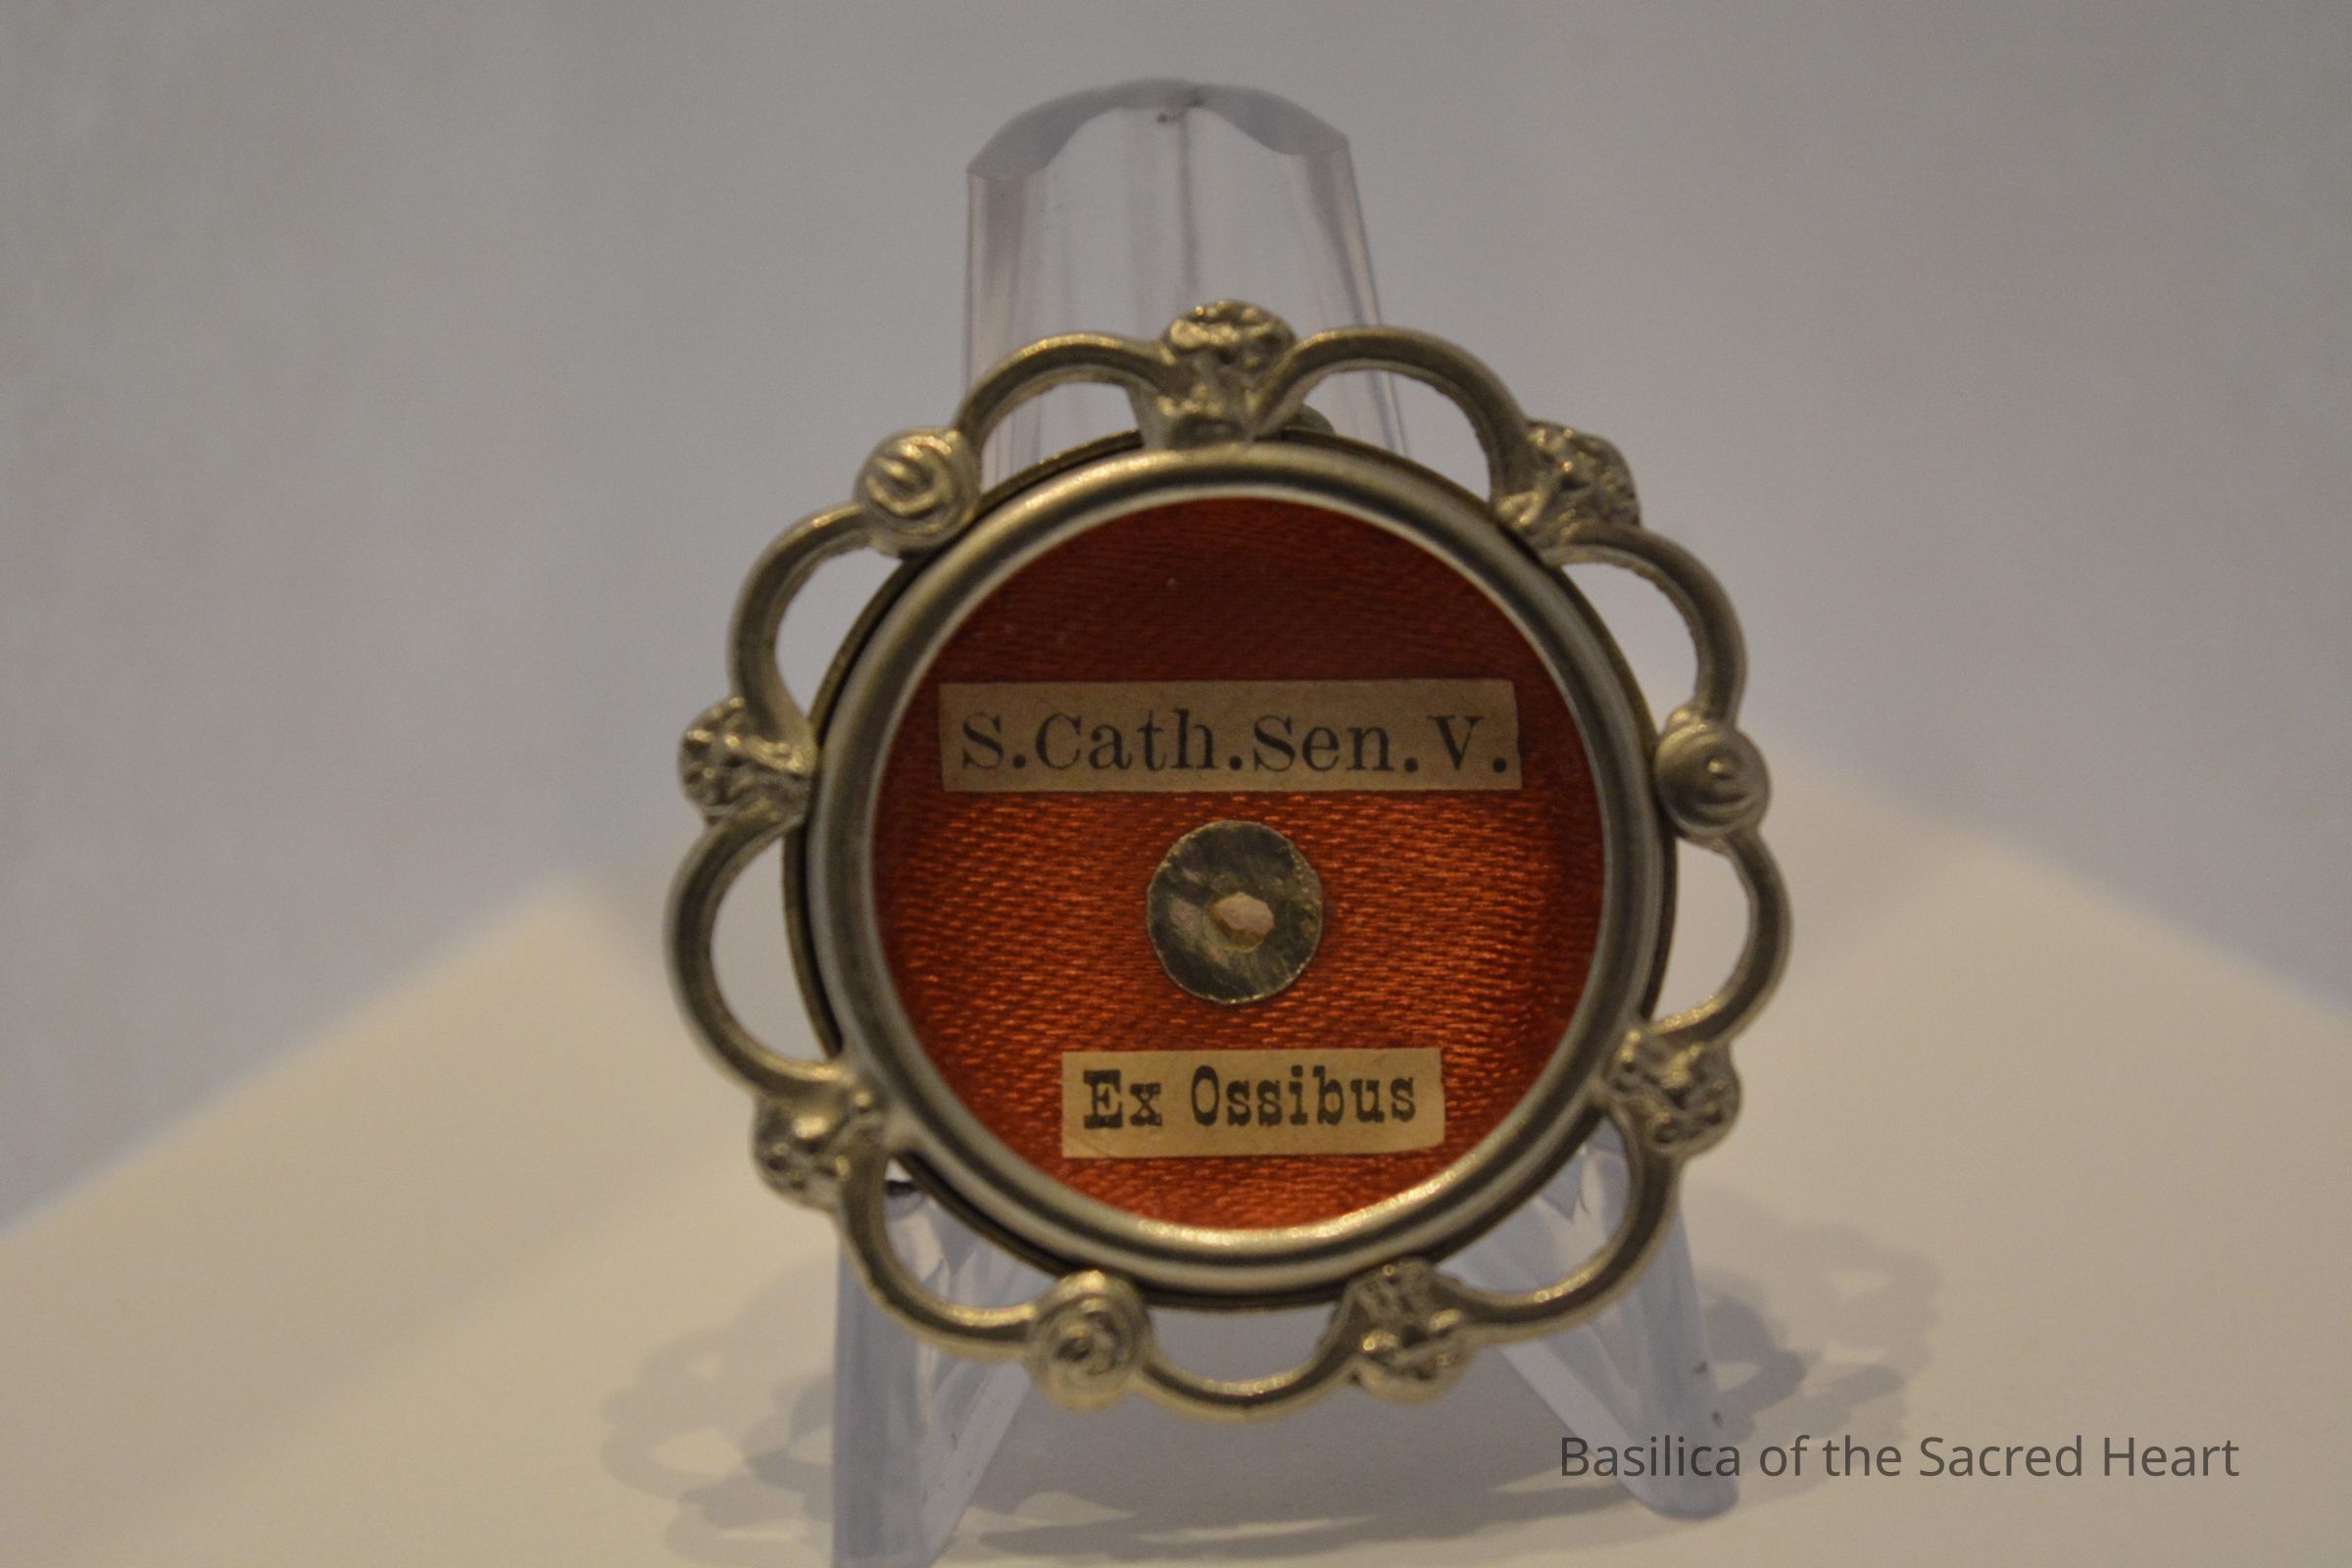 S.Cath.Sen.V.
Ex Ossibus
Basilica of the Sacred Heart